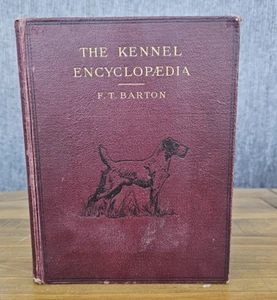 THE KENNEL
ENCYCLOPÆDIA
F. T. BARTON